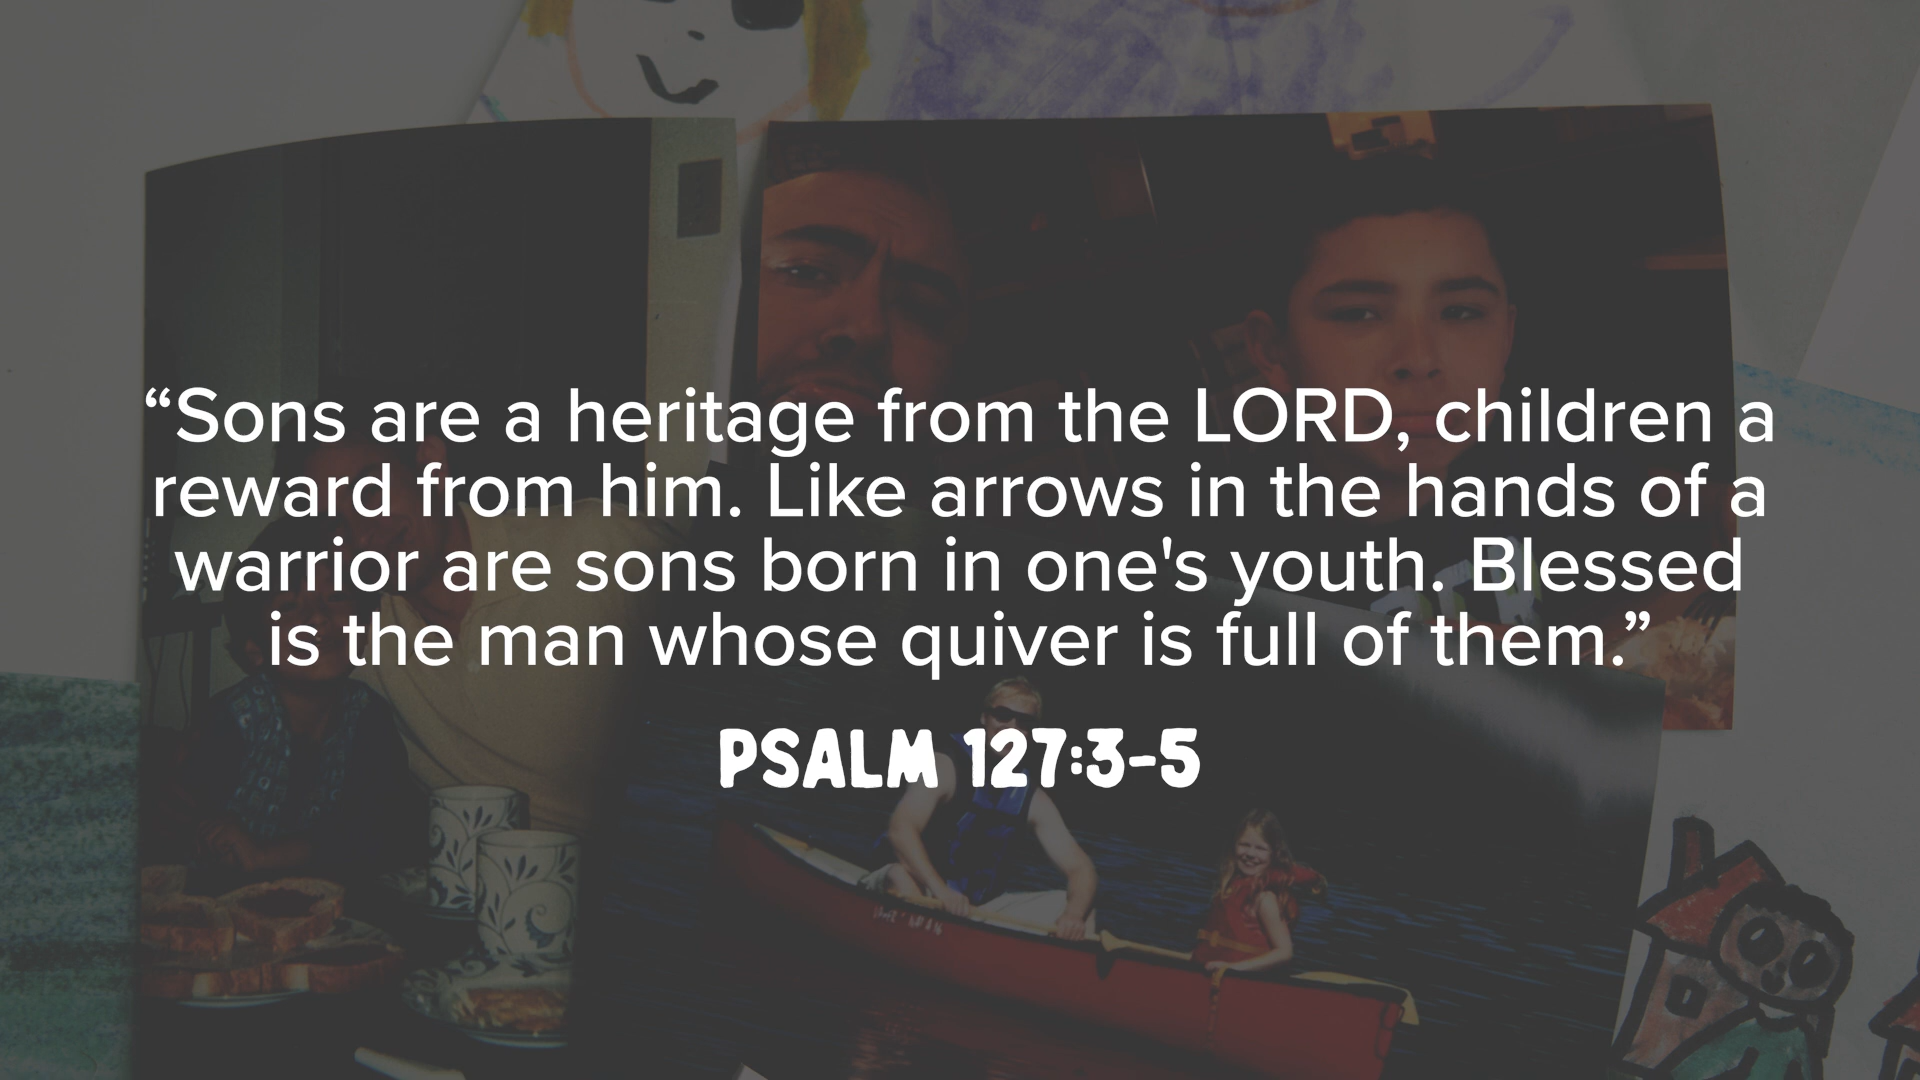 “Sons are a heritage from the LORD, children a
reward from him. Like arrows in the hands of a
warrior are sons born in one's youth. Blessed
is the man whose quiver is full of them.”
PSALM 127:3-5